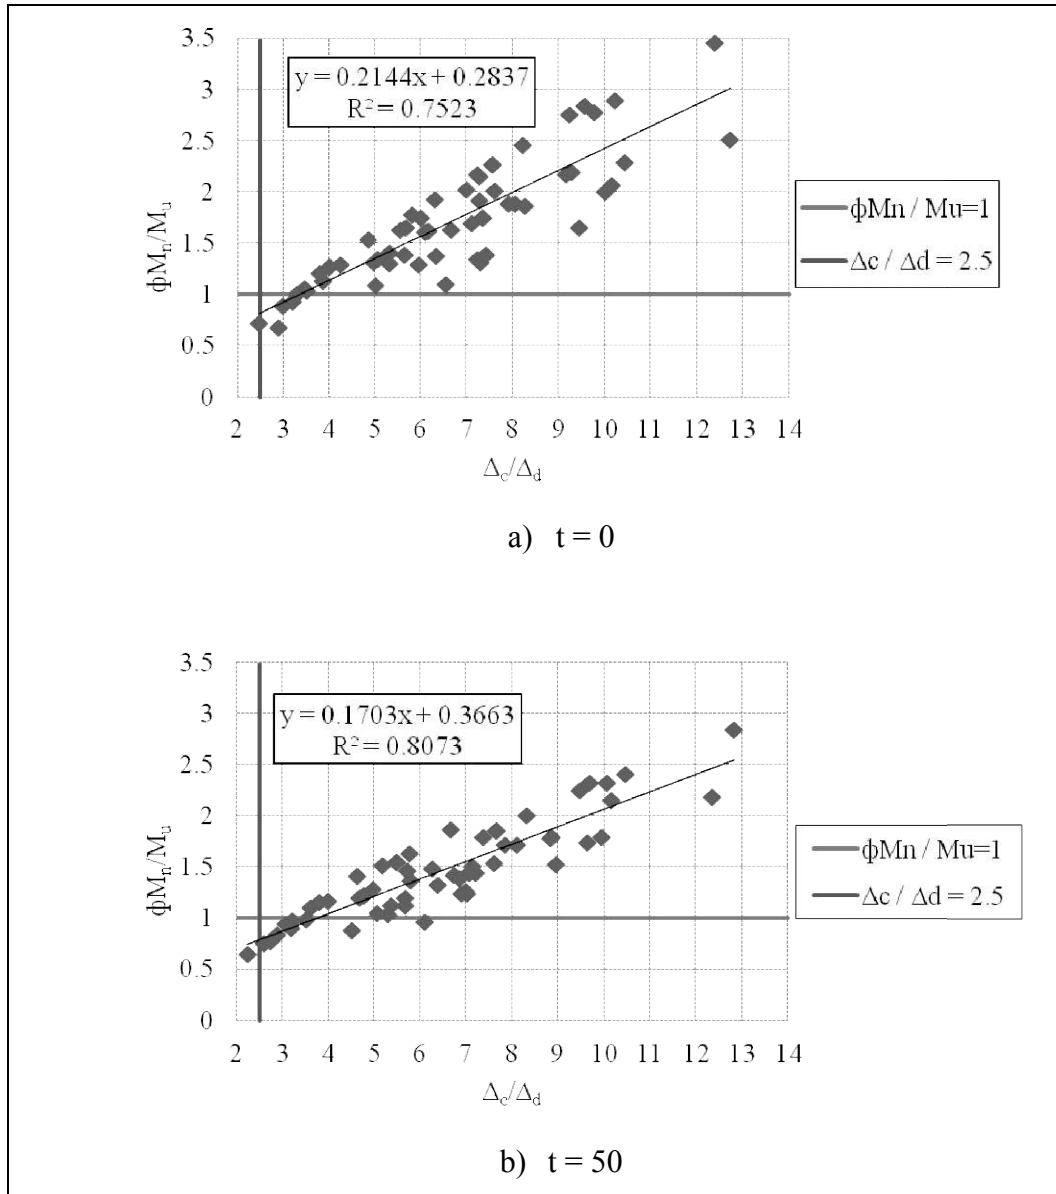 3.5
3
2.5
2
1.5
1
0.5
0
ϕMₙ/Mᵤ
y = 0.2144x + 0.2837
R² = 0.7523
ϕMn / Mu=1
Δc / Δd = 2.5
2 3 4 5 6 7 8 9 10 11 12 13 14
Δc/Δd
a) t = 0
3.5
3
2.5
2
1.5
1
0.5
0
ϕMₙ/Mᵤ
y = 0.1703x + 0.3663
R² = 0.8073
ϕMn / Mu=1
Δc / Δd = 2.5
2 3 4 5 6 7 8 9 10 11 12 13 14
Δc/Δd
b) t = 50